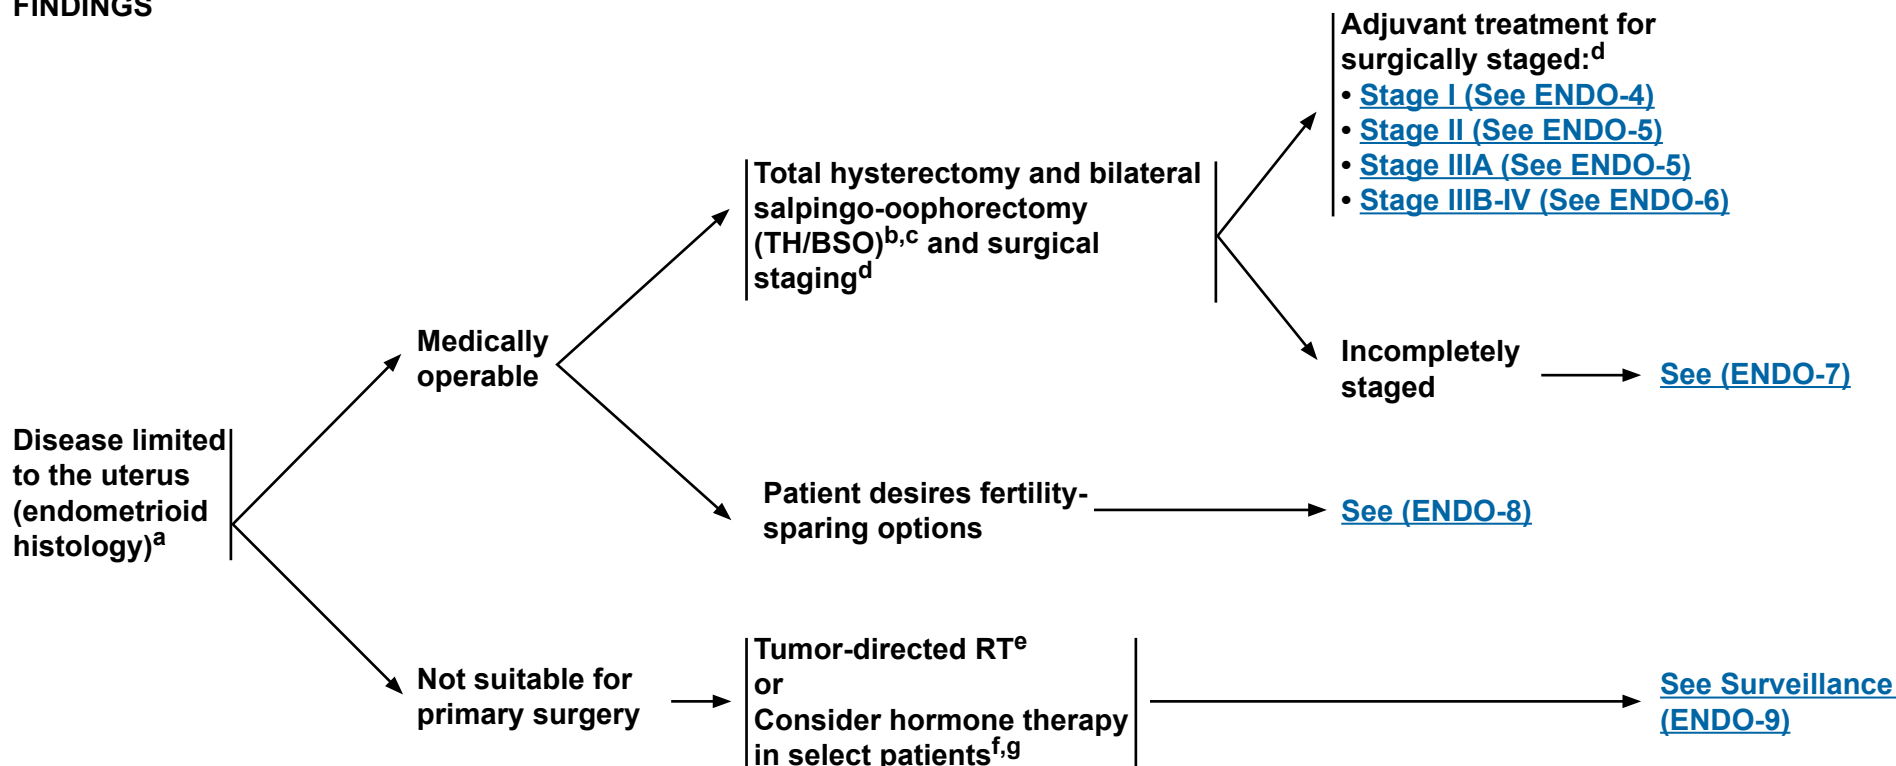 FINDINGS
Adjuvant treatment for
surgically staged:d
• Stage I (See ENDO-4)
• Stage II (See ENDO-5)
• Stage IIIA (See ENDO-5)
• Stage IIIB-IV (See ENDO-6)
Total hysterectomy and bilateral
salpingo-oophorectomy
(TH/BSO)b,c and surgical
stagingd
Medically
operable
Incompletely
staged
See (ENDO-7)
Disease limited
to the uterus
(endometrioid
histology)a
Patient desires fertility-
sparing options
See (ENDO-8)
Not suitable for
primary surgery
Tumor-directed RTe
or
Consider hormone therapy
in select patientsf,g
See Surveillance
(ENDO-9)